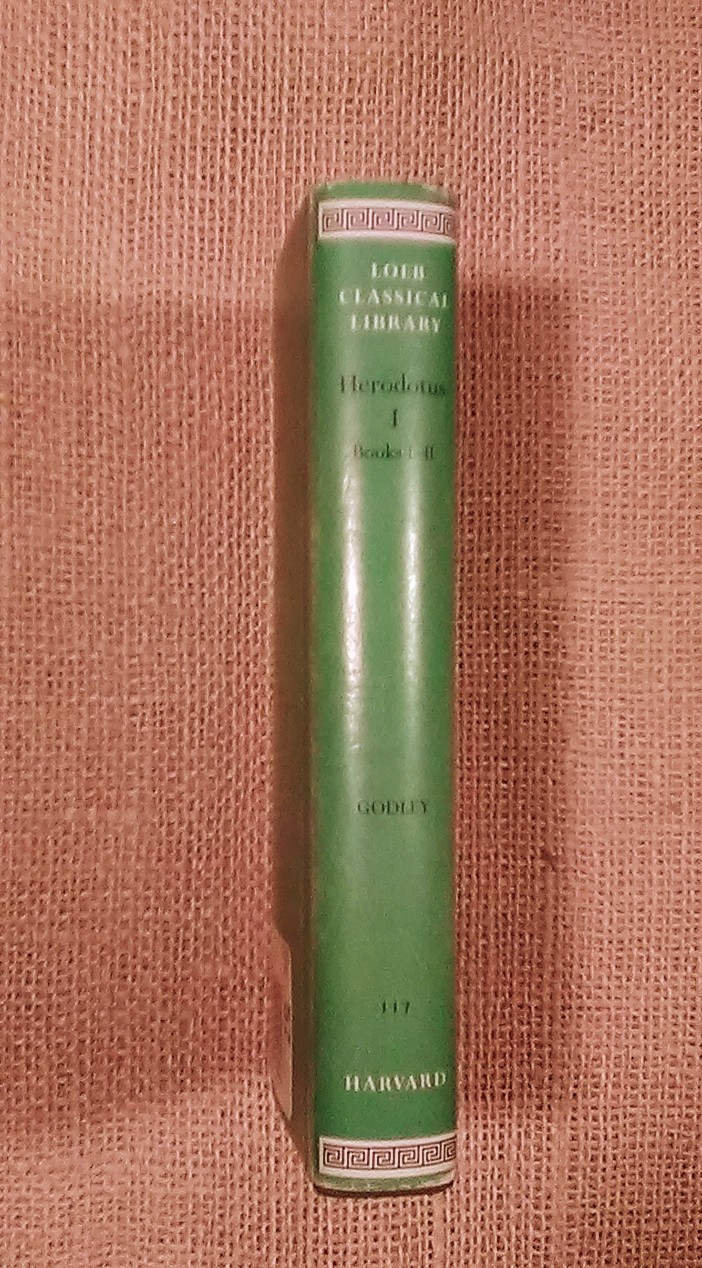 LOEB
CLASSICAL
LIBRARY
Herodotus
I
Books I-II
GODLEY
117
HARVARD